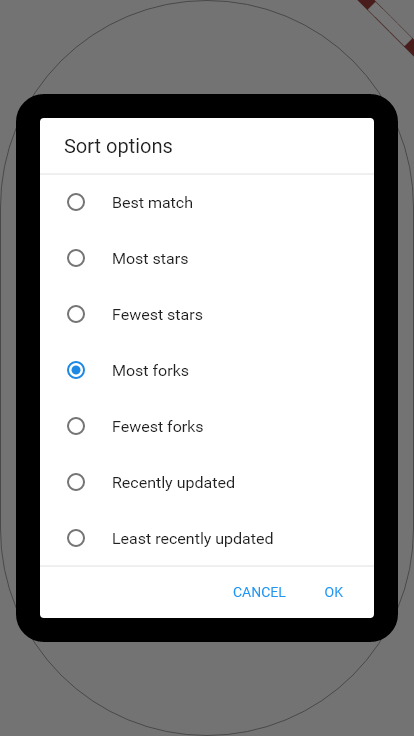 Sort options
Best match
Most stars
Fewest stars
Most forks
Fewest forks
Recently updated
Least recently updated
CANCEL OK